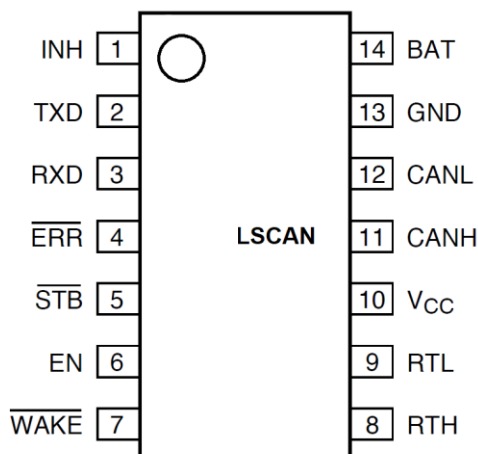 INH 1 14 BAT
TXD 2 13 GND
RXD 3 12 CANL
ERR 4 LSCAN 11 CANH
STB 5 10 VCC
EN 6 9 RTL
WAKE 7 8 RTH